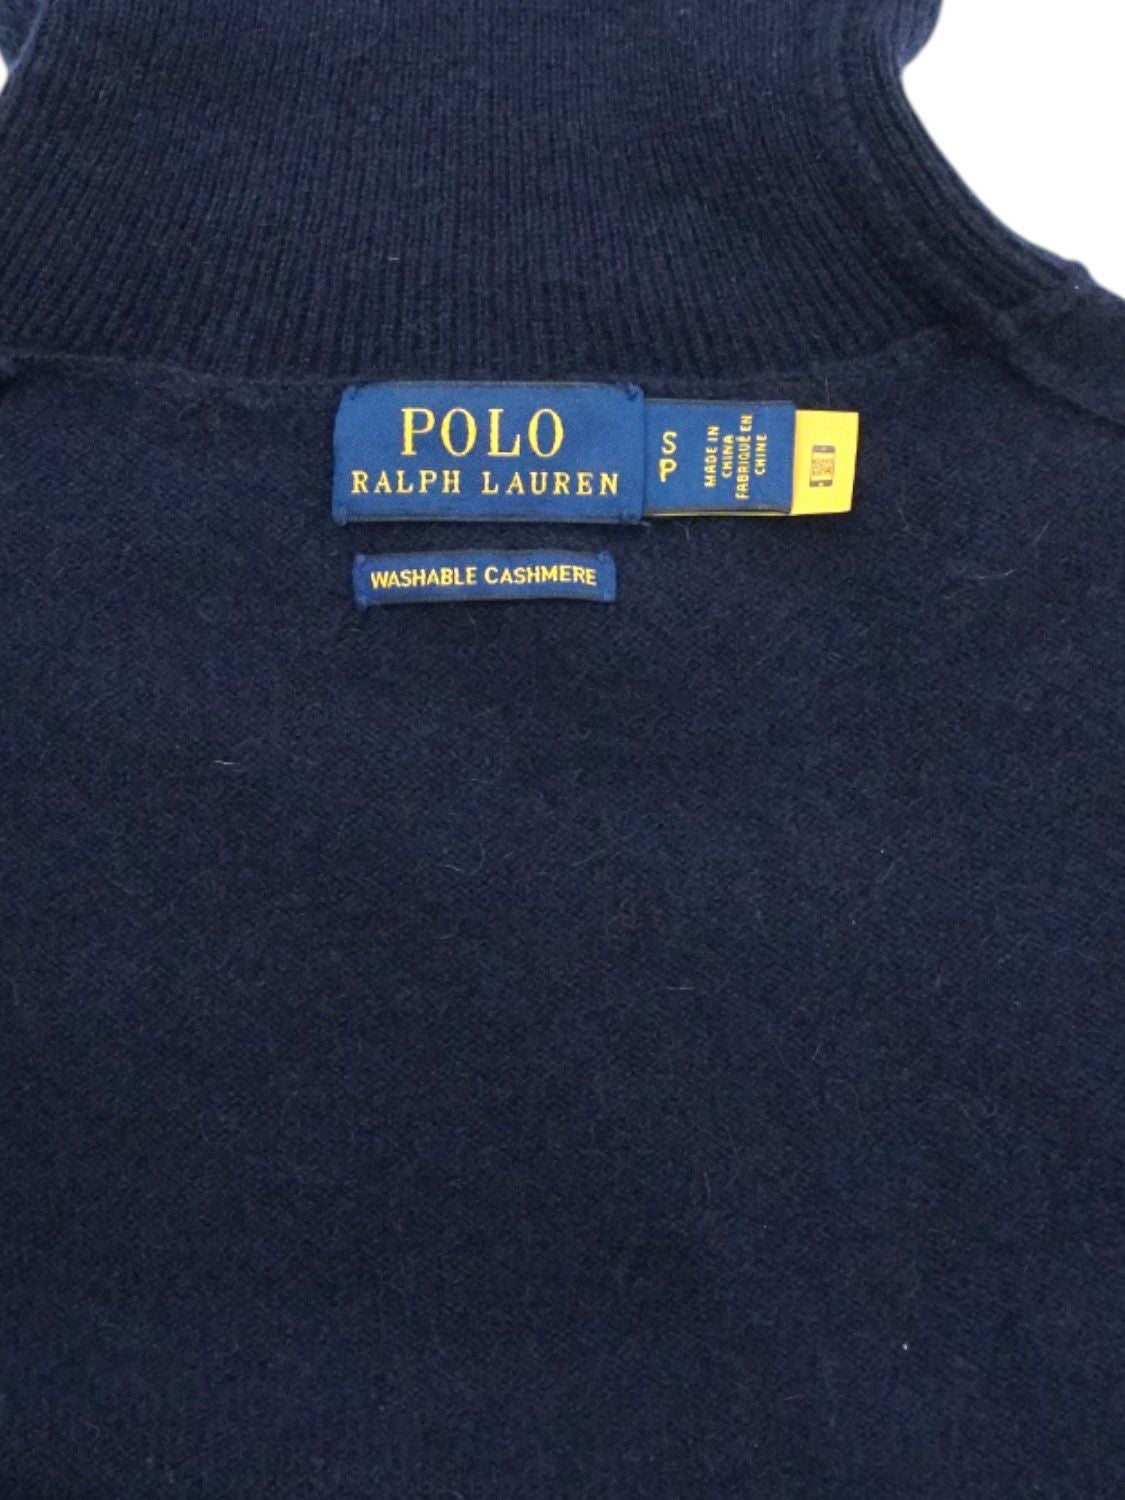 POLO
RALPH LAUREN
S
P
MADE IN
CHINA
FABRIQUÉ EN
CHINE
WASHABLE CASHMERE